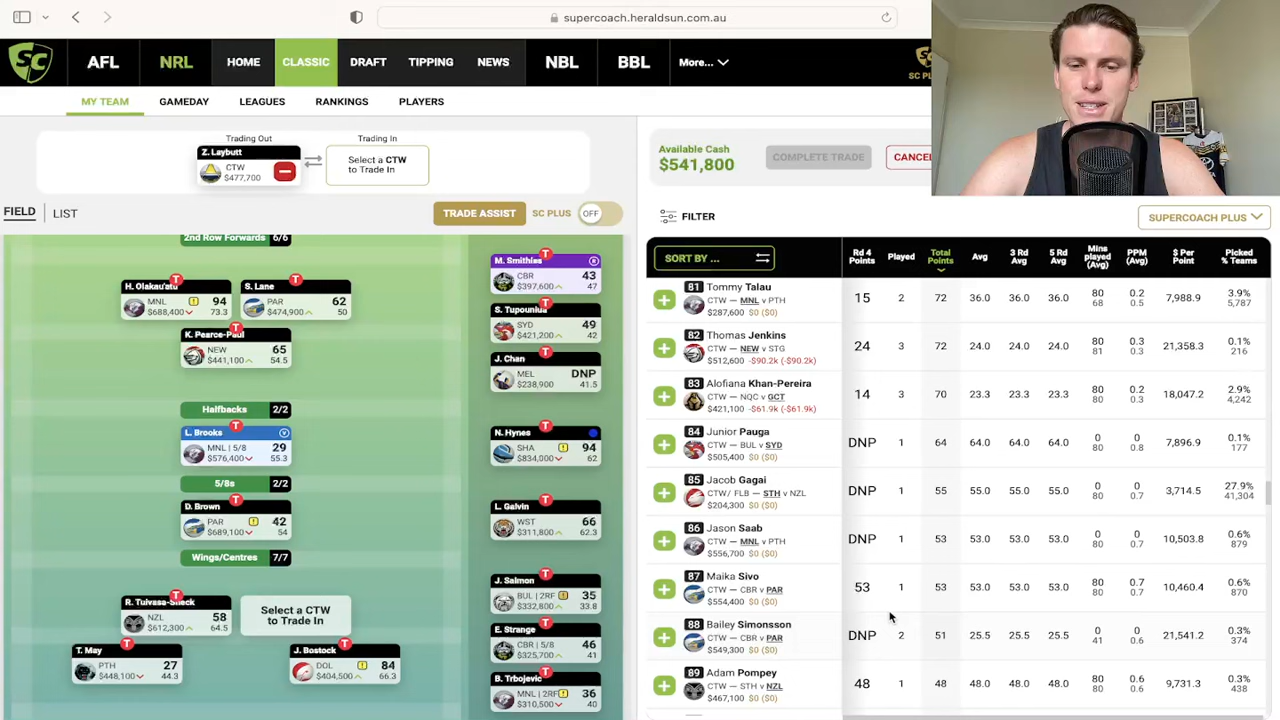 supercoach.heraldsun.com.au
SC
AFL
NRL
HOME
CLASSIC
DRAFT
TIPPING
NEWS
NBL
BBL
More...
SC PLUS
MY TEAM
GAMEDAY
LEAGUES
RANKINGS
PLAYERS
Trading Out
Trading In
Z. Laybutt
CTW
$477,700
Select a CTW
to Trade In
Available Cash
$541,800
COMPLETE TRADE
CANCEL
FIELD
LIST
TRADE ASSIST
SC PLUS
OFF
FILTER
SUPERCOACH PLUS
2nd Row Forwards 6/6
H. Olakau'atu
MNL 94
$688,400 73.3
S. Lane
PAR 62
$474,900 50
K. Pearce-Paul
NEW 65
$441,100 54.5
Halfbacks 2/2
L. Brooks
MNL | 5/8 29
$576,400 55.3
5/8s 2/2
D. Brown
PAR 42
$689,100 54
Wings/Centres 7/7
R. Tuivasa-Sheck
NZL 58
$612,300 64.5
Select a CTW
to Trade In
T. May
PTH 27
$448,100 44.3
J. Bostock
DOL 84
$404,500 66.3
M. Smithies
CBR 43
$397,600 47
S. Tupouniua
SYD 49
$421,200 42
J. Chan
MEL DNP
$238,900 41.5
N. Hynes
SHA 94
$834,000 62
L. Galvin
WST 66
$311,800 62.3
J. Salmon
BUL | 2RF 35
$332,800 33.8
E. Strange
CBR | 5/8 46
$325,700 41
B. Trbojevic
MNL | 2RF 36
$310,500 40
SORT BY ...
Rd 4 Points
Played
Total Points
Avg
3 Rd Avg
5 Rd Avg
Mins played (Avg)
PPM (Avg)
$ Per Point
Picked % Teams
81 Tommy Talau 15 2 72 36.0 36.0 36.0 80 0.2 7,988.9 3.9%
CTW — MNL v PTH 68 0.5 5,787
$287,600 $0 ($0)
82 Thomas Jenkins 24 3 72 24.0 24.0 24.0 80 0.3 21,358.3 0.1%
CTW — NEW v STG 81 0.3 216
$512,600 -$90.2k (-$90.2k)
83 Alofiana Khan-Pereira 14 3 70 23.3 23.3 23.3 80 0.2 18,047.2 2.9%
CTW — NQC v GCT 80 0.3 4,242
$421,100 -$61.9k (-$61.9k)
84 Junior Pauga DNP 1 64 64.0 64.0 64.0 0 0 7,896.9 0.1%
CTW — BUL v SYD 80 0.8 177
$505,400 $0 ($0)
85 Jacob Gagai DNP 1 55 55.0 55.0 55.0 0 0 3,714.5 27.9%
CTW/ FLB — STH v NZL 80 0.7 41,304
$204,300 $0 ($0)
86 Jason Saab DNP 1 53 53.0 53.0 53.0 0 0 10,503.8 0.6%
CTW — MNL v PTH 80 0.7 879
$556,700 $0 ($0)
87 Maika Sivo 53 1 53 53.0 53.0 53.0 80 0.7 10,460.4 0.6%
CTW — CBR v PAR 80 0.7 870
$554,400 $0 ($0)
88 Bailey Simonsson DNP 2 51 25.5 25.5 25.5 0 0 21,541.2 0.3%
CTW — CBR v PAR 41 0.6 374
$549,300 $0 ($0)
89 Adam Pompey 48 1 48 48.0 48.0 48.0 80 0.6 9,731.3 0.3%
CTW — STH v NZL 80 0.6 438
$467,100 $0 ($0)